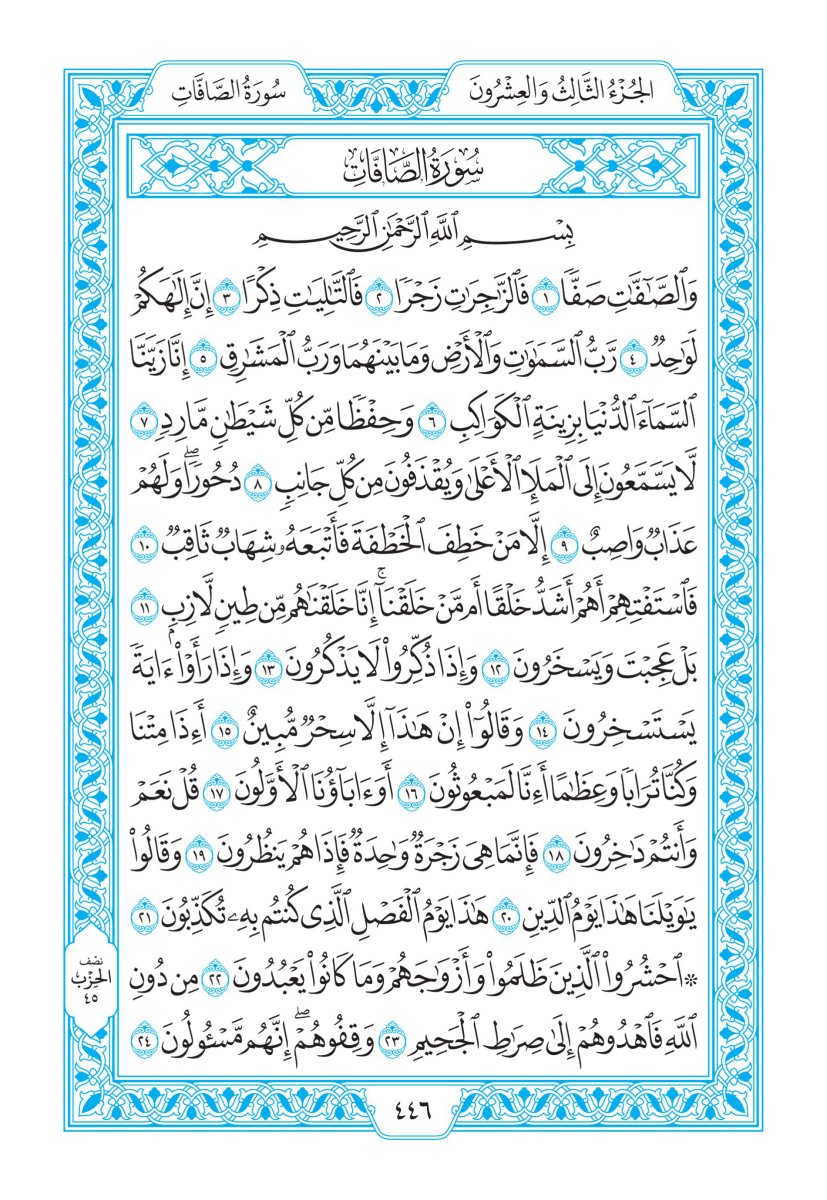 الجُزْءُ الثَّالِثُ وَالعِشْرُونَ
سُورَةُ الصَّافَّاتِ
سُورَةُ الصَّافَّاتِ
بِسْمِ ٱللَّهِ ٱلرَّحْمَٰنِ ٱلرَّحِيمِ
وَٱلصَّٰٓفَّٰتِ صَفّٗا ١ فَٱلزَّٰجِرَٰتِ زَجۡرٗا ٢ فَٱلتَّٰلِيَٰتِ ذِكۡرًا ٣ إِنَّ إِلَٰهَكُمۡ
لَوَٰحِدٞ ٤ رَّبُّ ٱلسَّمَٰوَٰتِ وَٱلۡأَرۡضِ وَمَا بَيۡنَهُمَا وَرَبُّ ٱلۡمَشَٰرِقِ ٥ إِنَّا زَيَّنَّا
ٱلسَّمَآءَ ٱلدُّنۡيَا بِزِينَةٍ ٱلۡكَوَاكِبِ ٦ وَحِفۡظٗا مِّن كُلِّ شَيۡطَٰنٖ مَّارِدٖ ٧
لَّا يَسَّمَّعُونَ إِلَى ٱلۡمَلَإِ ٱلۡأَعۡلَىٰ وَيُقۡذَفُونَ مِن كُلِّ جَانِبٖ ٨ دُحُورٗاۖ وَلَهُمۡ
عَذَابٞ وَاصِبٌ ٩ إِلَّا مَنۡ خَطِفَ ٱلۡخَطۡفَةَ فَأَتۡبَعَهُۥ شِهَابٞ ثَاقِبٞ ١٠
فَٱسۡتَفۡتِهِمۡ أَهُمۡ أَشَدُّ خَلۡقًا أَم مَّنۡ خَلَقۡنَآۚ إِنَّا خَلَقۡنَٰهُم مِّن طِينٖ لَّازِبِۭ ١١
بَلۡ عَجِبۡتَ وَيَسۡخَرُونَ ١٢ وَإِذَا ذُكِّرُواْ لَا يَذۡكُرُونَ ١٣ وَإِذَا رَأَوۡاْ ءَايَةٗ
يَسۡتَسۡخِرُونَ ١٤ وَقَالُوٓاْ إِنۡ هَٰذَآ إِلَّا سِحۡرٞ مُّبِينٌ ١٥ أَءِذَا مِتۡنَا
وَكُنَّا تُرَابٗا وَعِظَٰمًا أَءِنَّا لَمَبۡعُوثُونَ ١٦ أَوَءَابَآؤُنَا ٱلۡأَوَّلُونَ ١٧ قُلۡ نَعَمۡ
وَأَنتُمۡ دَٰخِرُونَ ١٨ فَإِنَّمَا هِيَ زَجۡرَةٞ وَٰحِدَةٞ فَإِذَا هُمۡ يَنظُرُونَ ١٩ وَقَالُواْ
يَٰوَيۡلَنَا هَٰذَا يَوۡمُ ٱلدِّينِ ٢٠ هَٰذَا يَوۡمُ ٱلۡفَصۡلِ ٱلَّذِي كُنتُم بِهِۦ تُكَذِّبُونَ ٢١
۞ ٱحۡشُرُواْ ٱلَّذِينَ ظَلَمُواْ وَأَزۡوَٰجَهُمۡ وَمَا كَانُواْ يَعۡبُدُونَ ٢٢ مِن دُونِ
ٱللَّهِ فَٱهۡدُوهُمۡ إِلَىٰ صِرَٰطِ ٱلۡجَحِيمِ ٢٣ وَقِفُوهُمۡۖ إِنَّهُم مَّسۡـُٔولُونَ ٢٤
نصف
الحزب
٤٥
٤٤٦